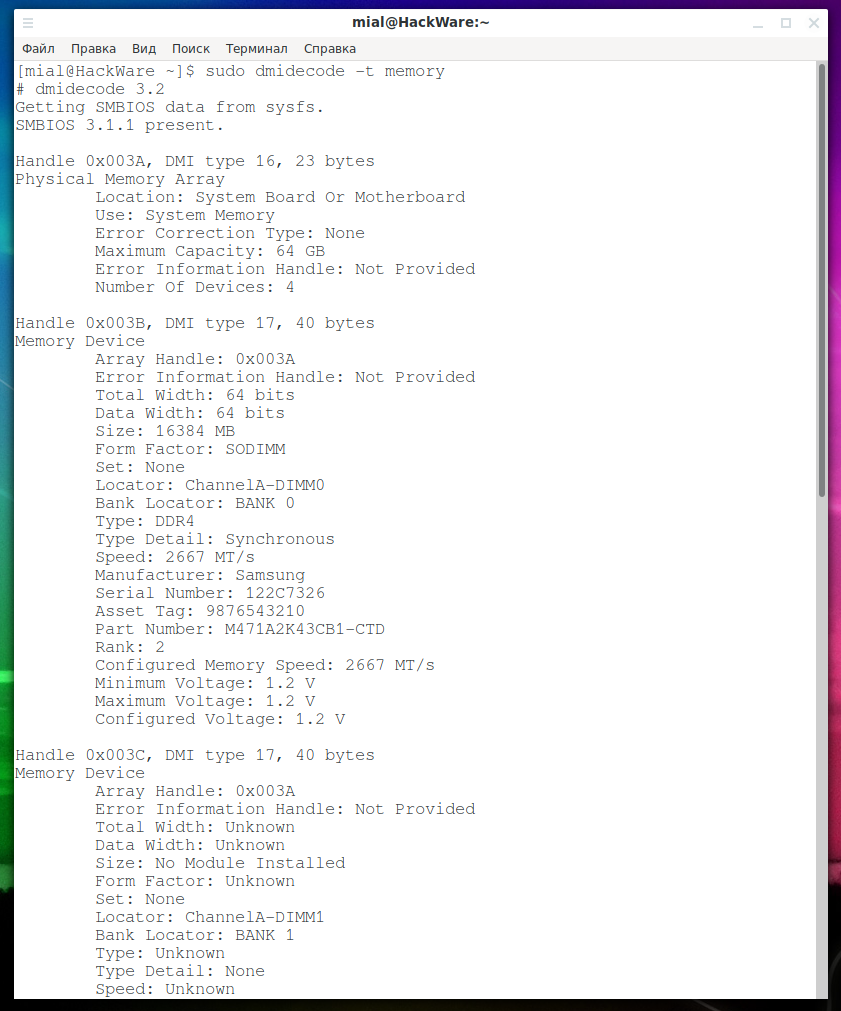 mial@HackWare:~
Файл Правка Вид Поиск Терминал Справка
[mial@HackWare ~]$ sudo dmidecode -t memory
# dmidecode 3.2
Getting SMBIOS data from sysfs.
SMBIOS 3.1.1 present.

Handle 0x003A, DMI type 16, 23 bytes
Physical Memory Array
        Location: System Board Or Motherboard
        Use: System Memory
        Error Correction Type: None
        Maximum Capacity: 64 GB
        Error Information Handle: Not Provided
        Number Of Devices: 4

Handle 0x003B, DMI type 17, 40 bytes
Memory Device
        Array Handle: 0x003A
        Error Information Handle: Not Provided
        Total Width: 64 bits
        Data Width: 64 bits
        Size: 16384 MB
        Form Factor: SODIMM
        Set: None
        Locator: ChannelA-DIMM0
        Bank Locator: BANK 0
        Type: DDR4
        Type Detail: Synchronous
        Speed: 2667 MT/s
        Manufacturer: Samsung
        Serial Number: 122C7326
        Asset Tag: 9876543210
        Part Number: M471A2K43CB1-CTD
        Rank: 2
        Configured Memory Speed: 2667 MT/s
        Minimum Voltage: 1.2 V
        Maximum Voltage: 1.2 V
        Configured Voltage: 1.2 V

Handle 0x003C, DMI type 17, 40 bytes
Memory Device
        Array Handle: 0x003A
        Error Information Handle: Not Provided
        Total Width: Unknown
        Data Width: Unknown
        Size: No Module Installed
        Form Factor: Unknown
        Set: None
        Locator: ChannelA-DIMM1
        Bank Locator: BANK 1
        Type: Unknown
        Type Detail: None
        Speed: Unknown